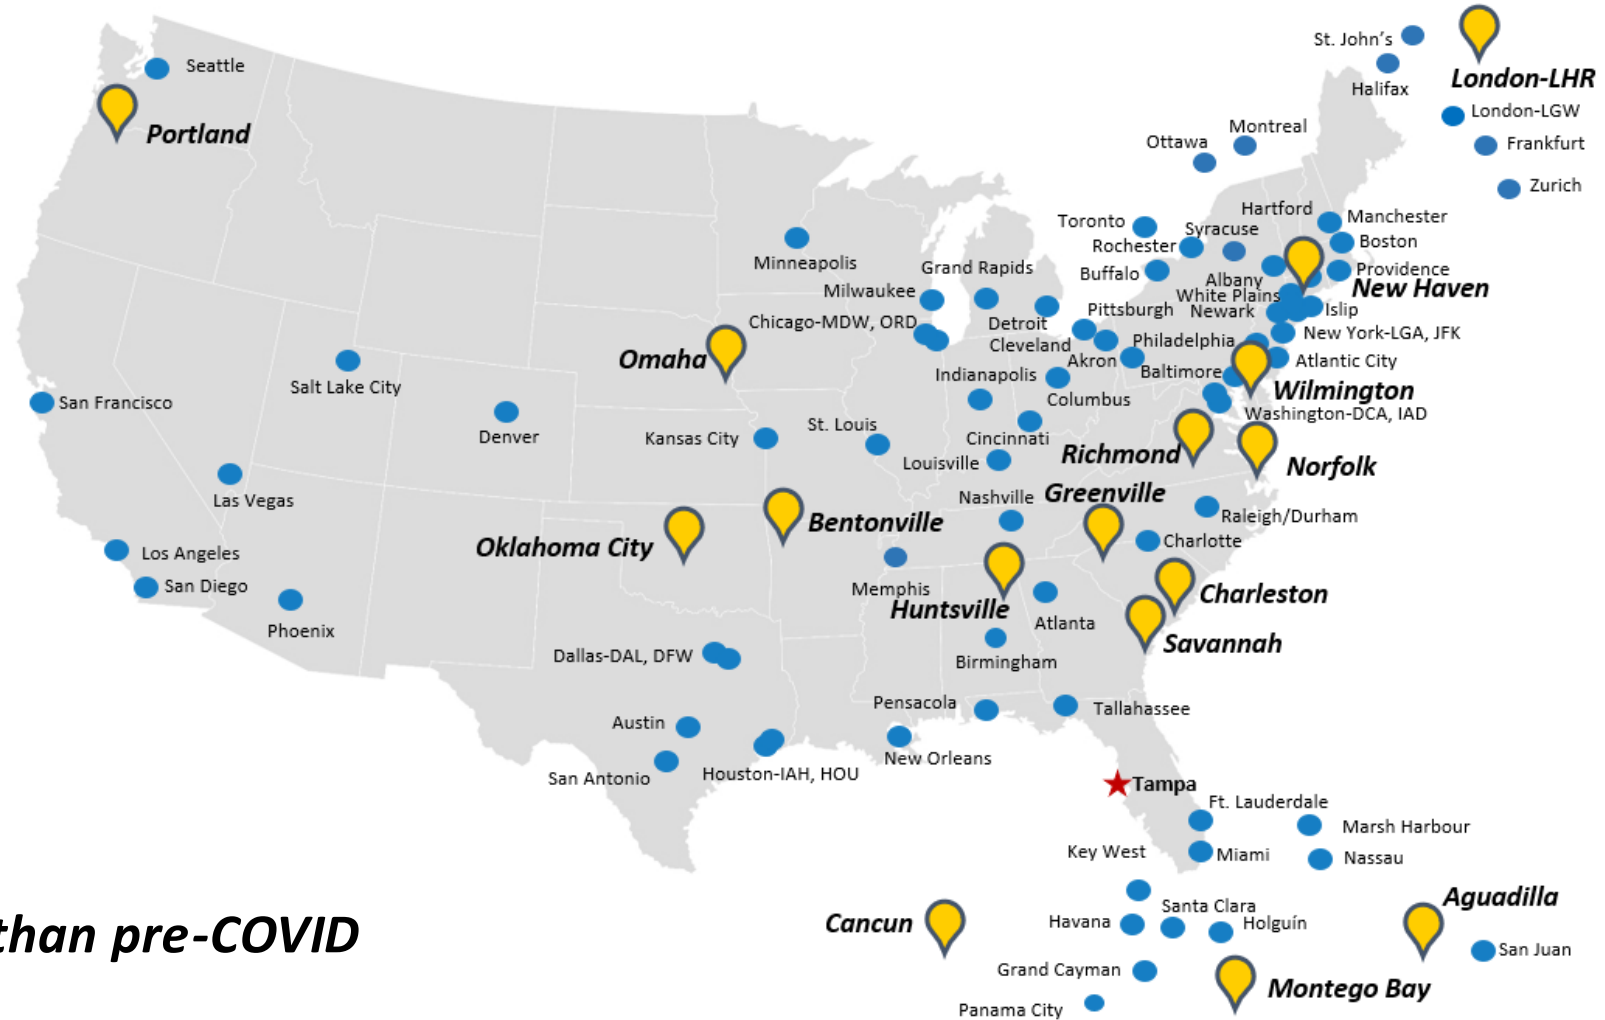 St. John's
London-LHR
Halifax
Seattle
London-LGW
Portland
Montreal
Ottawa
Frankfurt
Zurich
Hartford
Manchester
Toronto
Syracuse
Rochester
Boston
Minneapolis
Grand Rapids
Buffalo
Albany
Providence
New Haven
Milwaukee
White Plains
Newark
Islip
Pittsburgh
Chicago-MDW, ORD
Detroit
New York-LGA, JFK
Cleveland
Philadelphia
Omaha
Akron
Atlantic City
Baltimore
Indianapolis
Salt Lake City
Wilmington
San Francisco
Columbus
Washington-DCA, IAD
St. Louis
Denver
Kansas City
Cincinnati
Richmond
Louisville
Norfolk
Las Vegas
Nashville
Greenville
Raleigh/Durham
Bentonville
Oklahoma City
Charlotte
Los Angeles
San Diego
Memphis
Charleston
Huntsville
Phoenix
Atlanta
Savannah
Dallas-DAL, DFW
Birmingham
Pensacola
Tallahassee
Austin
New Orleans
San Antonio
Houston-IAH, HOU
Tampa
Ft. Lauderdale
Marsh Harbour
Key West
Miami
Nassau
Aguadilla
Santa Clara
Cancun
Havana
Holguín
than pre-COVID
San Juan
Grand Cayman
Montego Bay
Panama City